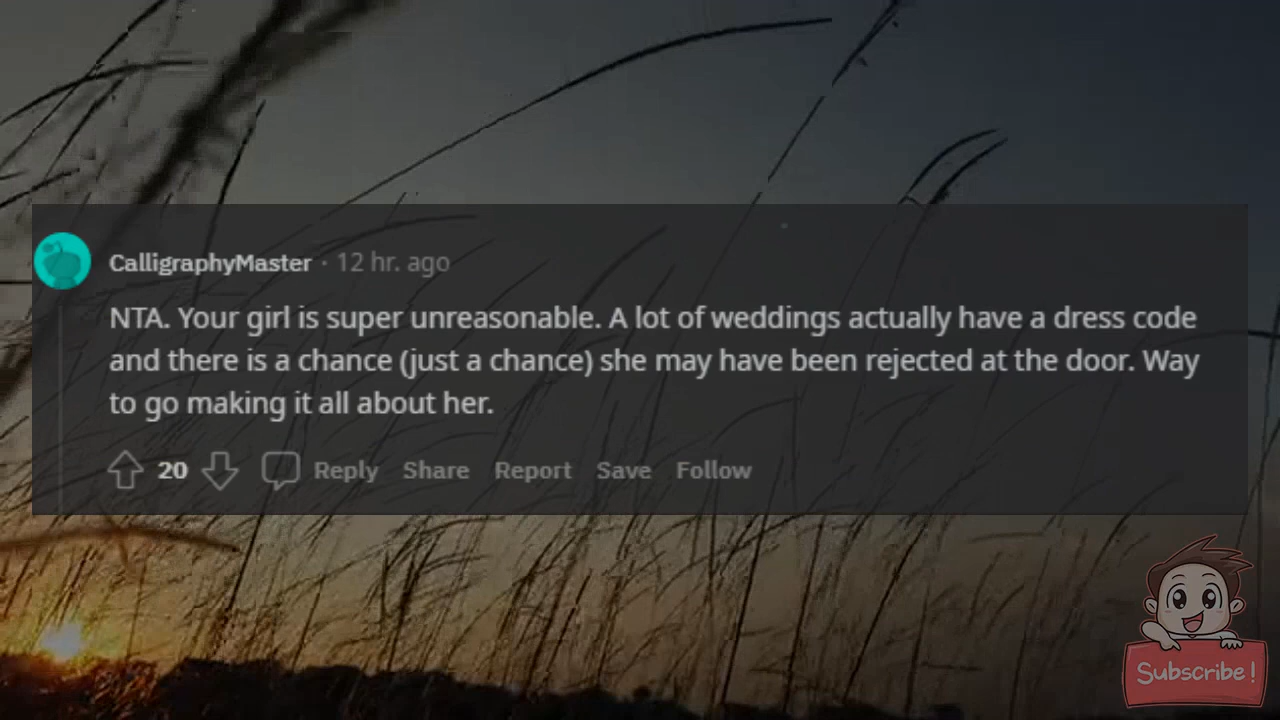 CalligraphyMaster · 12 hr. ago
NTA. Your girl is super unreasonable. A lot of weddings actually have a dress code
and there is a chance (just a chance) she may have been rejected at the door. Way
to go making it all about her.
20 Reply Share Report Save Follow
Subscribe!